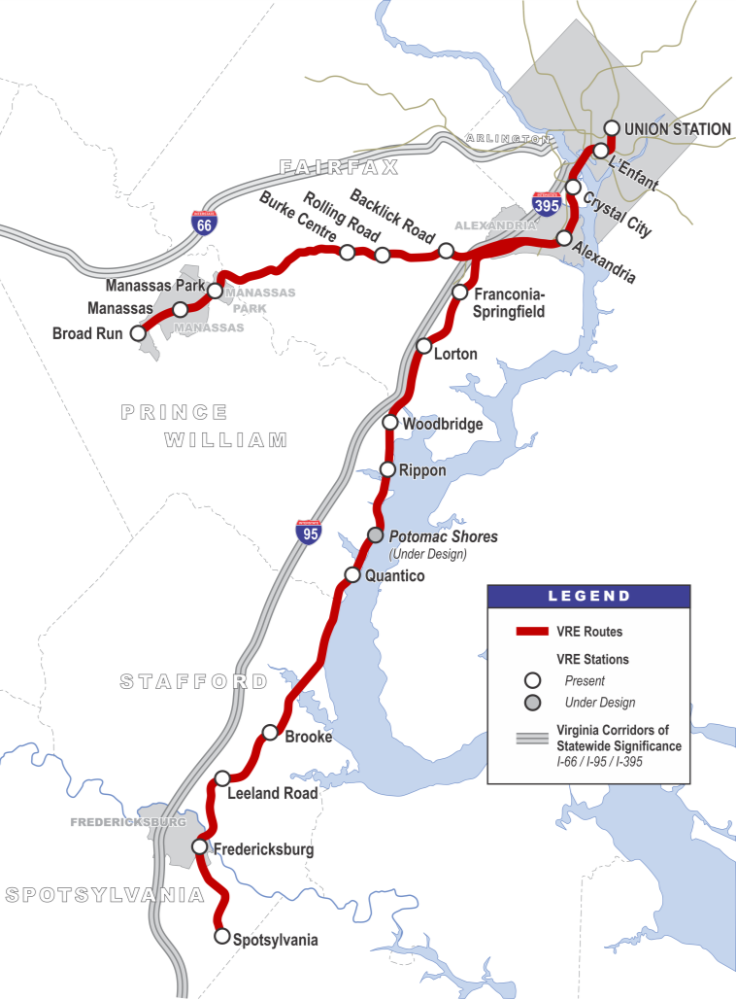 UNION STATION
L'Enfant
ARLINGTON
FAIRFAX
Crystal City
395
66
Backlick Road
Rolling Road
Burke Centre
ALEXANDRIA
Alexandria
Manassas Park
MANASSAS
PARK
Manassas
MANASSAS
Broad Run
Franconia-
Springfield
Lorton
PRINCE
WILLIAM
Woodbridge
Rippon
95
Potomac Shores
(Under Design)
Quantico
LEGEND
VRE Routes
VRE Stations
Present
Under Design
Virginia Corridors of
Statewide Significance
I-66 / I-95 / I-395
STAFFORD
Brooke
Leeland Road
FREDERICKSBURG
Fredericksburg
SPOTSYLVANIA
Spotsylvania